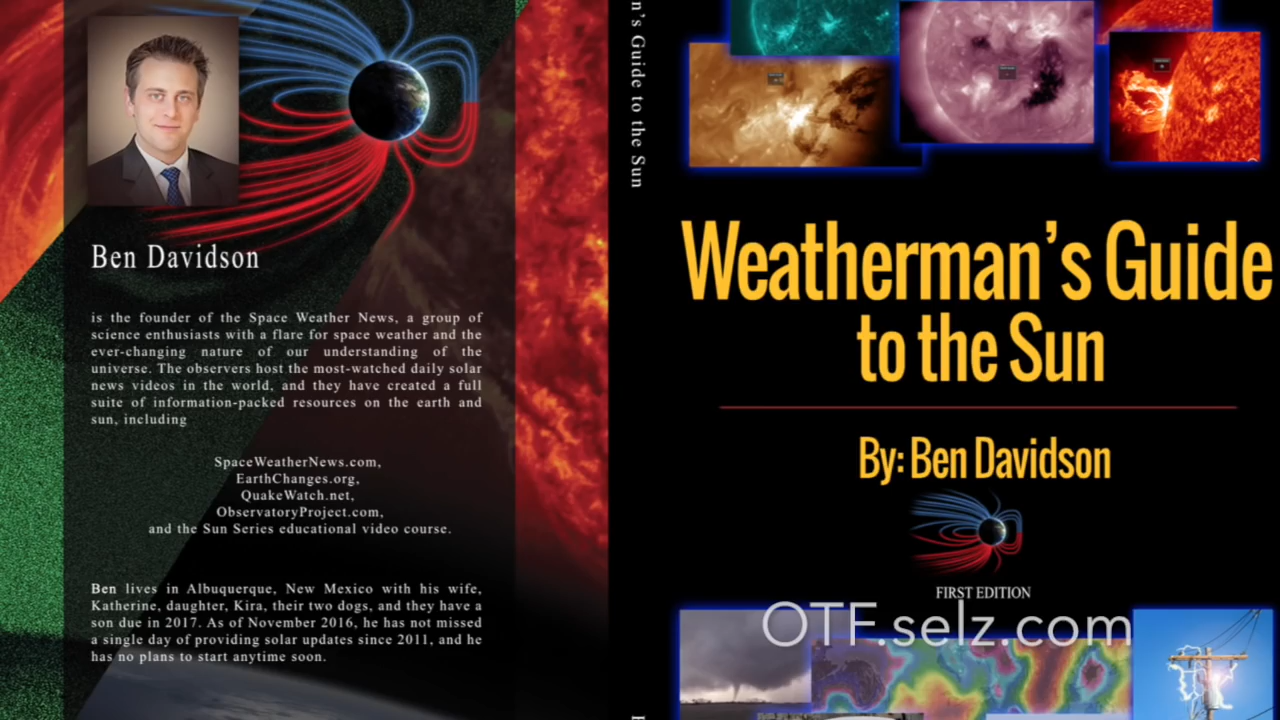 Ben Davidson
is the founder of the Space Weather News, a group of
science enthusiasts with a flare for space weather and the
ever-changing nature of our understanding of the
universe. The observers host the most-watched daily solar
news videos in the world, and they have created a full
suite of information-packed resources on the earth and
sun, including
SpaceWeatherNews.com,
EarthChanges.org,
QuakeWatch.net,
ObservatoryProject.com,
and the Sun Series educational video course.
Ben lives in Albuquerque, New Mexico with his wife,
Katherine, daughter, Kira, their two dogs, and they have a
son due in 2017. As of November 2016, he has not missed
a single day of providing solar updates since 2011, and he
has no plans to start anytime soon.
n's Guide to the Sun
Weatherman's Guide
to the Sun
By: Ben Davidson
FIRST EDITION
OTF.selz.com